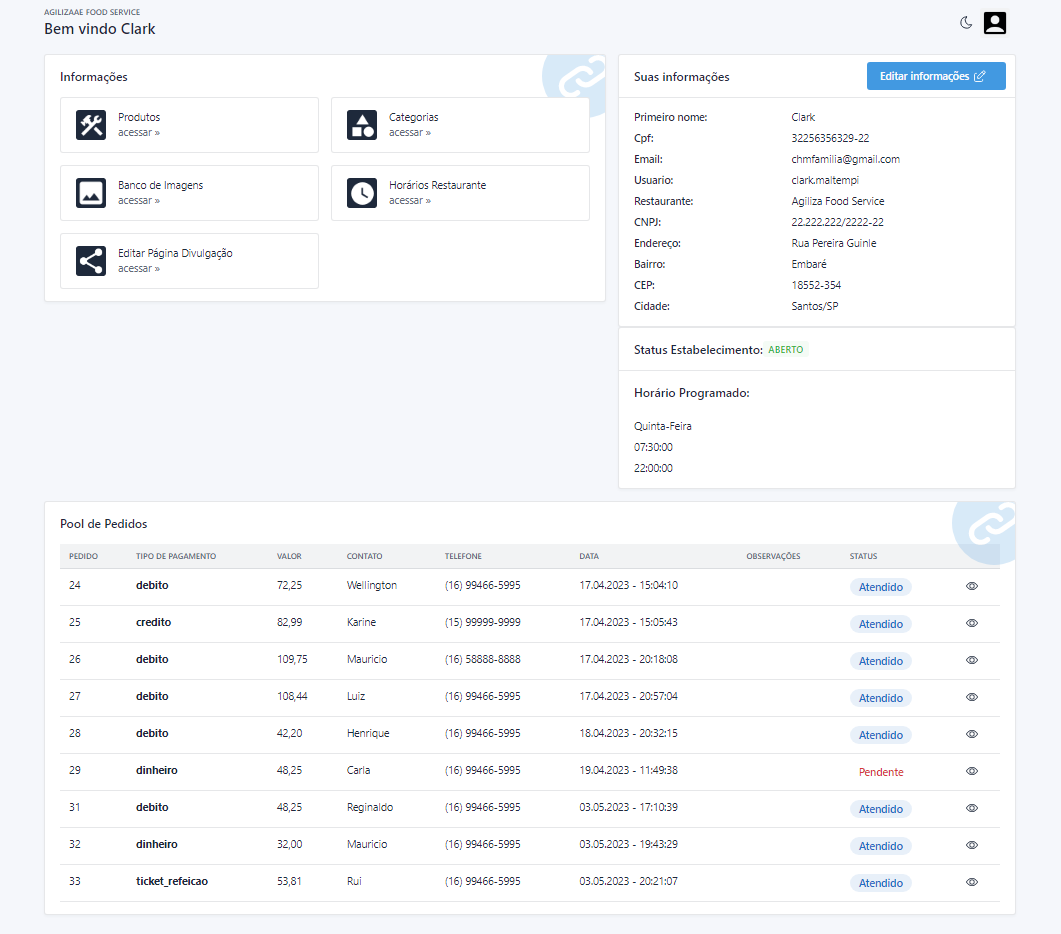 AGILIZAAE FOOD SERVICE
Bem vindo Clark
Informações
Produtos
acessar »
Categorias
acessar »
Banco de Imagens
acessar »
Horários Restaurante
acessar »
Editar Página Divulgação
acessar »
Suas informações
Editar informações
Primeiro nome: Clark
Cpf: 32256356329-22
Email: chmfamilia@gmail.com
Usuario: clark.maltempi
Restaurante: Agiliza Food Service
CNPJ: 22.222.222/2222-22
Endereço: Rua Pereira Guinle
Bairro: Embaré
CEP: 18552-354
Cidade: Santos/SP
Status Estabelecimento: ABERTO
Horário Programado:
Quinta-Feira
07:30:00
22:00:00
Pool de Pedidos
PEDIDO TIPO DE PAGAMENTO VALOR CONTATO TELEFONE DATA OBSERVAÇÕES STATUS
24 debito 72,25 Wellington (16) 99466-5995 17.04.2023 - 15:04:10 Atendido
25 credito 82,99 Karine (15) 99999-9999 17.04.2023 - 15:05:43 Atendido
26 debito 109,75 Mauricio (16) 58888-8888 17.04.2023 - 20:18:08 Atendido
27 debito 108,44 Luiz (16) 99466-5995 17.04.2023 - 20:57:04 Atendido
28 debito 42,20 Henrique (16) 99466-5995 18.04.2023 - 20:32:15 Atendido
29 dinheiro 48,25 Carla (16) 99466-5995 19.04.2023 - 11:49:38 Pendente
31 debito 48,25 Reginaldo (16) 99466-5995 03.05.2023 - 17:10:39 Atendido
32 dinheiro 32,00 Mauricio (16) 99466-5995 03.05.2023 - 19:43:29 Atendido
33 ticket_refeicao 53,81 Rui (16) 99466-5995 03.05.2023 - 20:21:07 Atendido